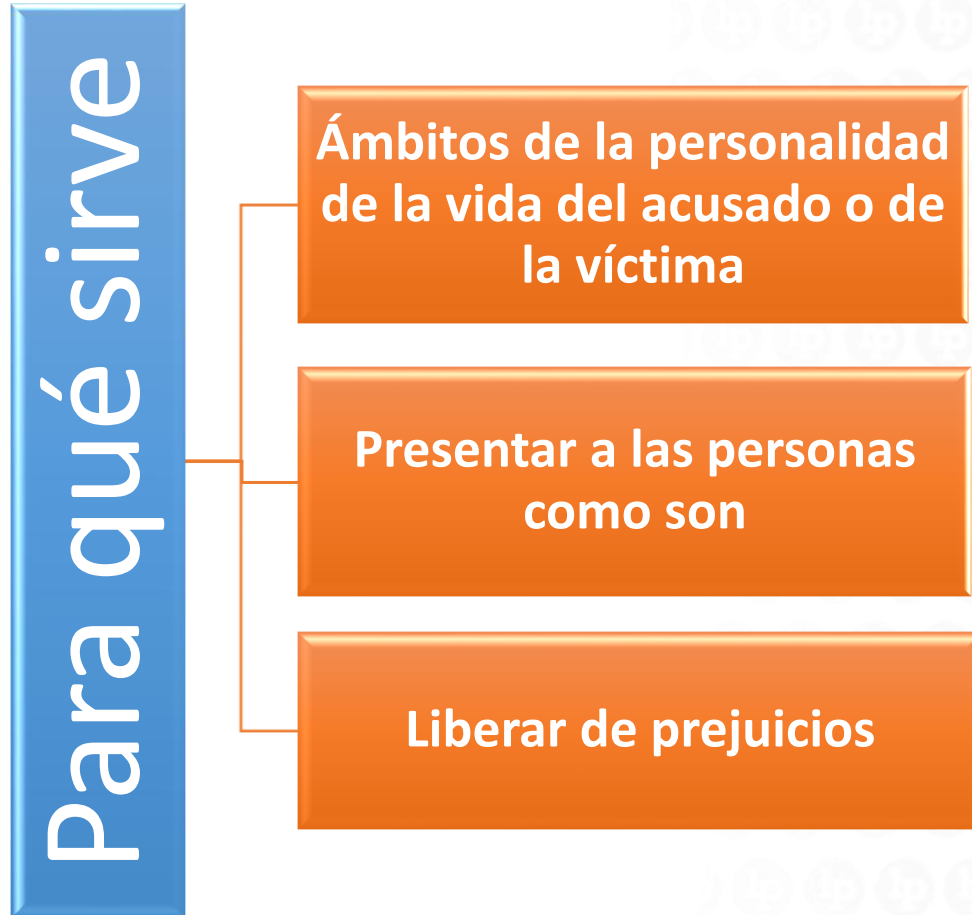 Para qué sirve
Ámbitos de la personalidad
de la vida del acusado o de
la víctima
Presentar a las personas
como son
Liberar de prejuicios